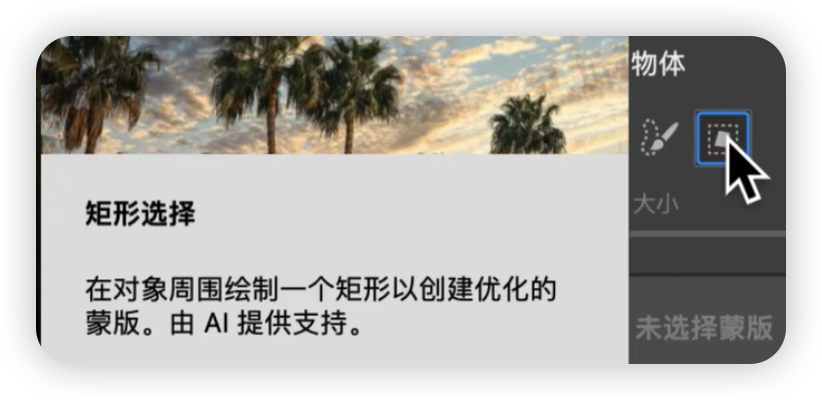 物体
大小
矩形选择
在对象周围绘制一个矩形以创建优化的
蒙版。由 AI 提供支持。
未选择蒙版